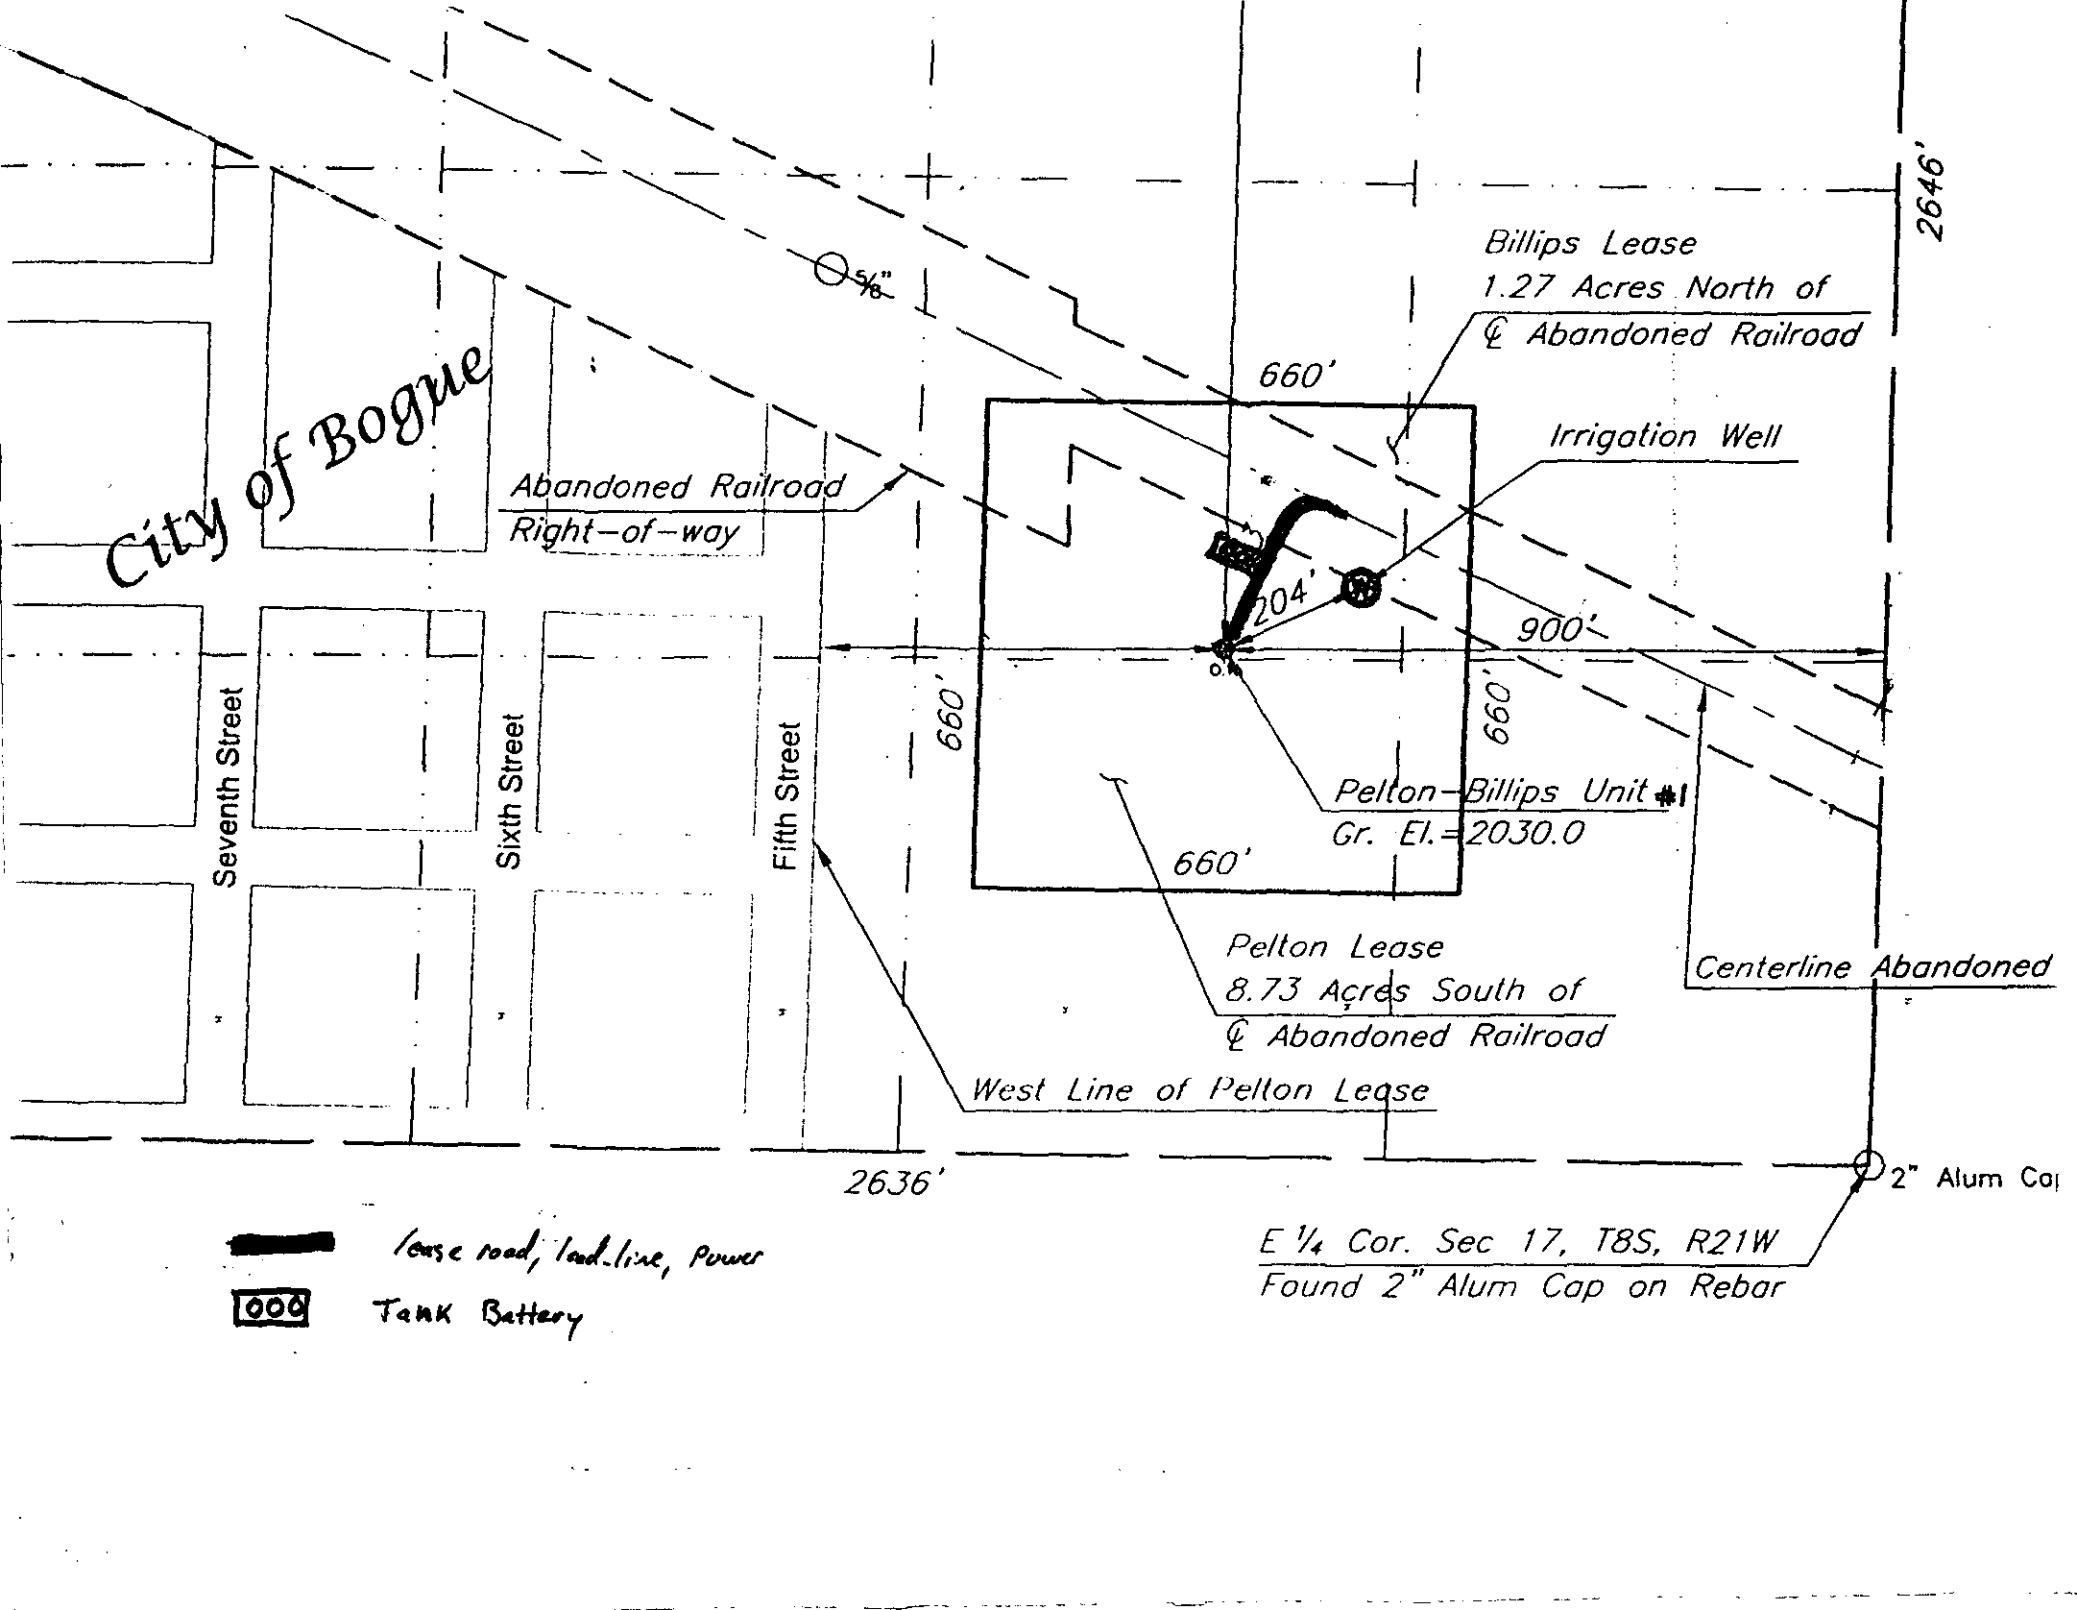 2646'
Billips Lease
1.27 Acres North of
℄ Abandoned Railroad
5/8"
660'
Irrigation Well
City of Bogue
Abandoned Railroad
Right-of-way
204'
900'
660'
660'
Seventh Street
Sixth Street
Fifth Street
Pelton-Billips Unit #1
Gr. El.=2030.0
660'
Pelton Lease
8.73 Acres South of
℄ Abandoned Railroad
Centerline Abandoned
West Line of Pelton Lease
2636'
2" Alum Cap
E 1/4 Cor. Sec 17, T8S, R21W
Found 2" Alum Cap on Rebar
lease road, lead-line, Power
Tank Battery